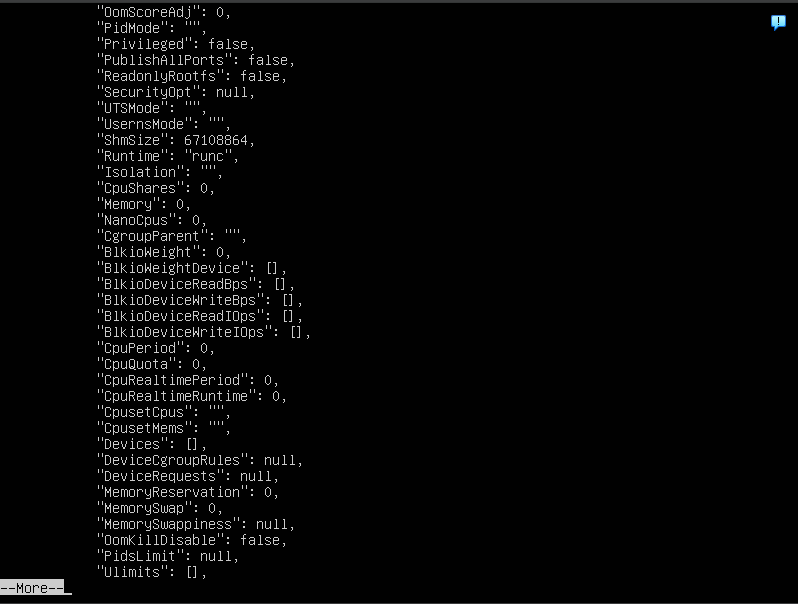 "OomScoreAdj": 0,
"PidMode": "",
"Privileged": false,
"PublishAllPorts": false,
"ReadonlyRootfs": false,
"SecurityOpt": null,
"UTSMode": "",
"UsernsMode": "",
"ShmSize": 67108864,
"Runtime": "runc",
"Isolation": "",
"CpuShares": 0,
"Memory": 0,
"NanoCpus": 0,
"CgroupParent": "",
"BlkioWeight": 0,
"BlkioWeightDevice": [],
"BlkioDeviceReadBps": [],
"BlkioDeviceWriteBps": [],
"BlkioDeviceReadIOps": [],
"BlkioDeviceWriteIOps": [],
"CpuPeriod": 0,
"CpuQuota": 0,
"CpuRealtimePeriod": 0,
"CpuRealtimeRuntime": 0,
"CpusetCpus": "",
"CpusetMems": "",
"Devices": [],
"DeviceCgroupRules": null,
"DeviceRequests": null,
"MemoryReservation": 0,
"MemorySwap": 0,
"MemorySwappiness": null,
"OomKillDisable": false,
"PidsLimit": null,
"Ulimits": [],
--More--